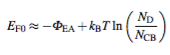 E_F0 ≈ −Φ_EA + k_B T ln(N_D / N_CB)